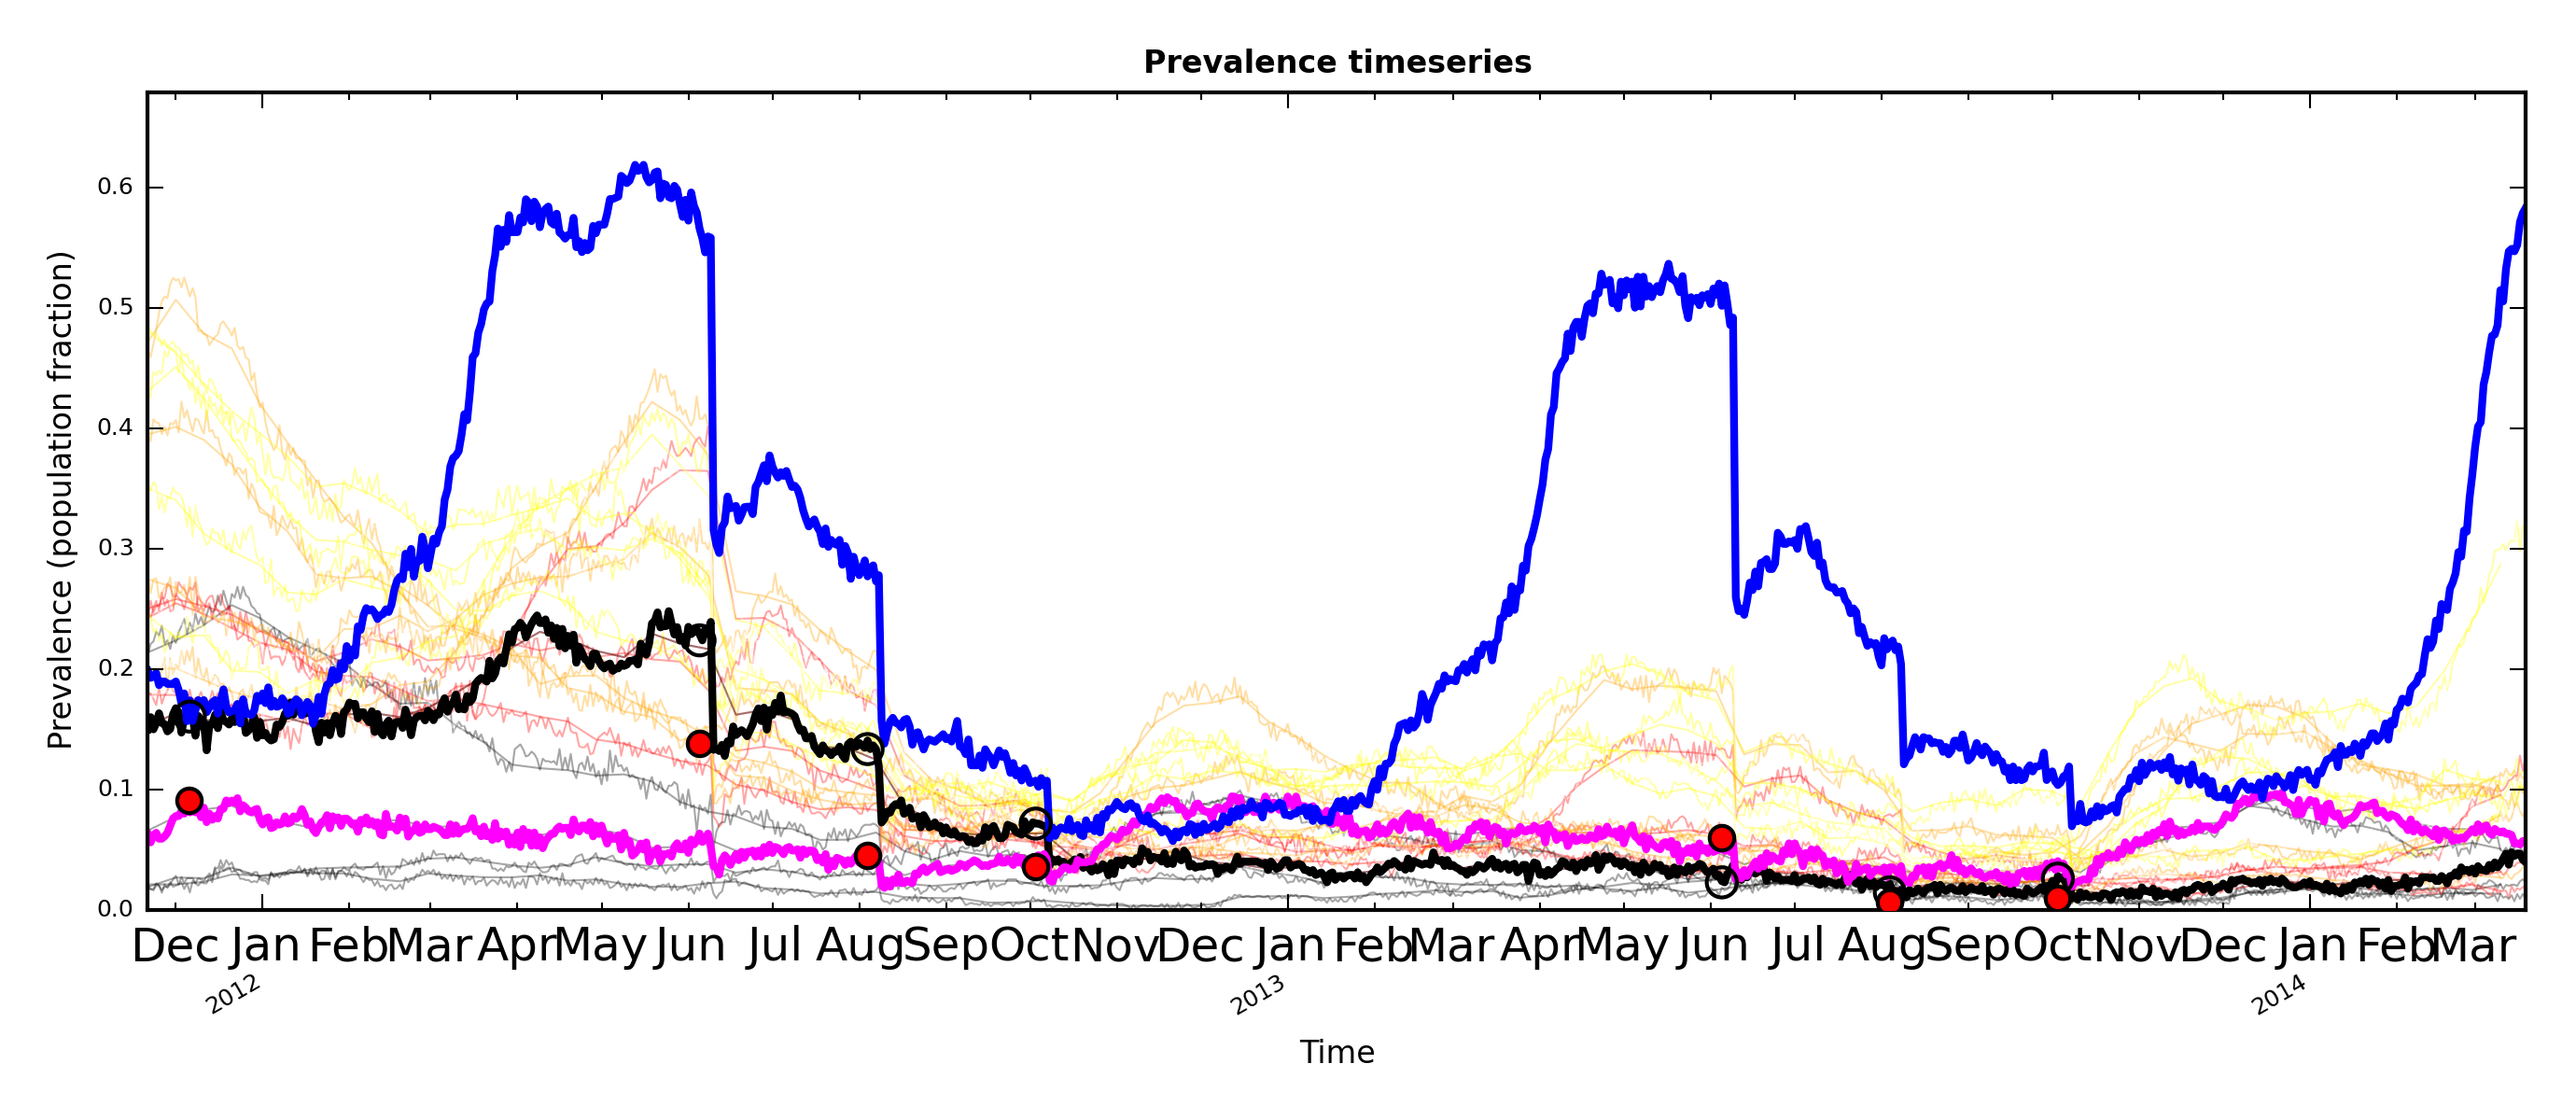 Prevalence timeseries
Prevalence (population fraction)
0.6
0.5
0.4
0.3
0.2
0.1
0.0
Dec Jan Feb Mar Apr May Jun Jul Aug Sep Oct Nov Dec Jan Feb Mar Apr May Jun Jul Aug Sep Oct Nov Dec Jan Feb Mar
2012 2013 2014
Time